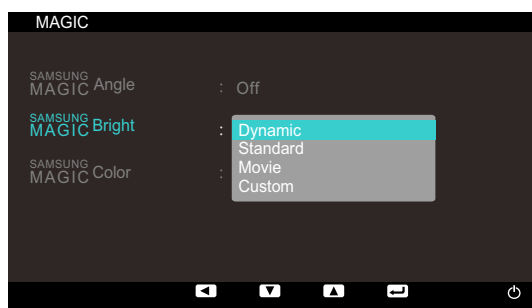 MAGIC
SAMSUNG
MAGIC Angle : Off
SAMSUNG
MAGIC Bright : Dynamic
Standard
Movie
Custom
SAMSUNG
MAGIC Color :